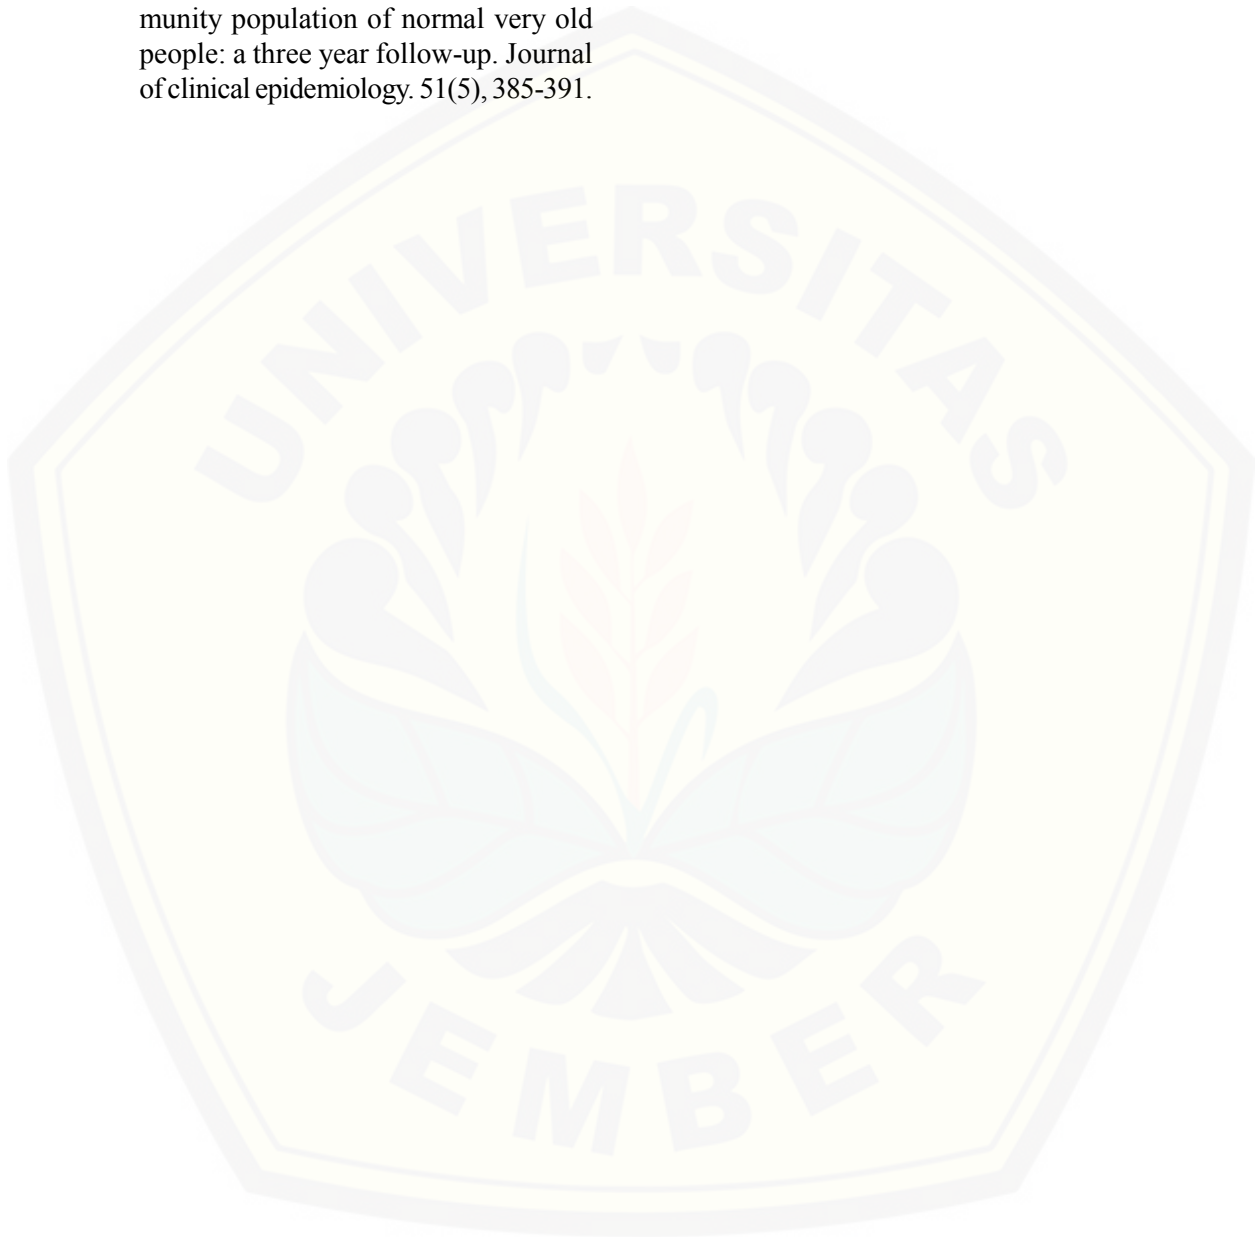 munity population of normal very old
people: a three year follow-up. Journal
of clinical epidemiology. 51(5), 385-391.
UNIVERSITAS
JEMBER